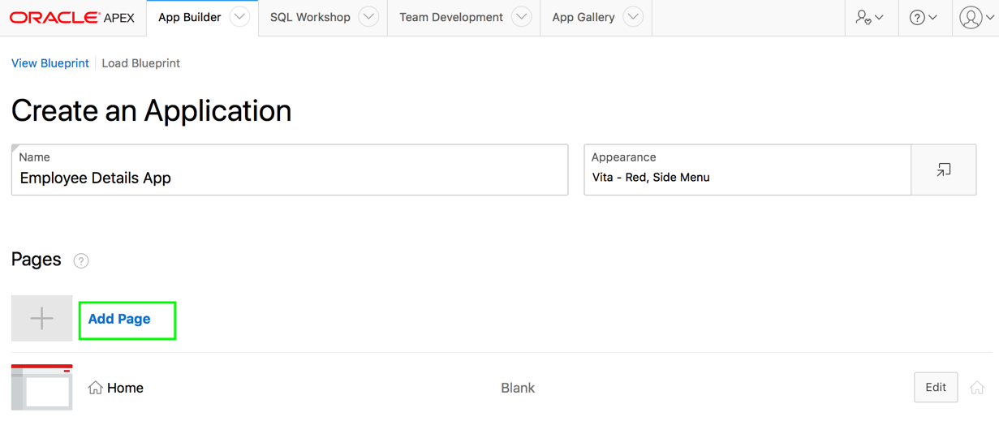 ORACLE® APEX App Builder SQL Workshop Team Development App Gallery ?
View Blueprint Load Blueprint
Create an Application
Name
Employee Details App
Appearance
Vita - Red, Side Menu
Pages ?
Add Page
Home Blank Edit